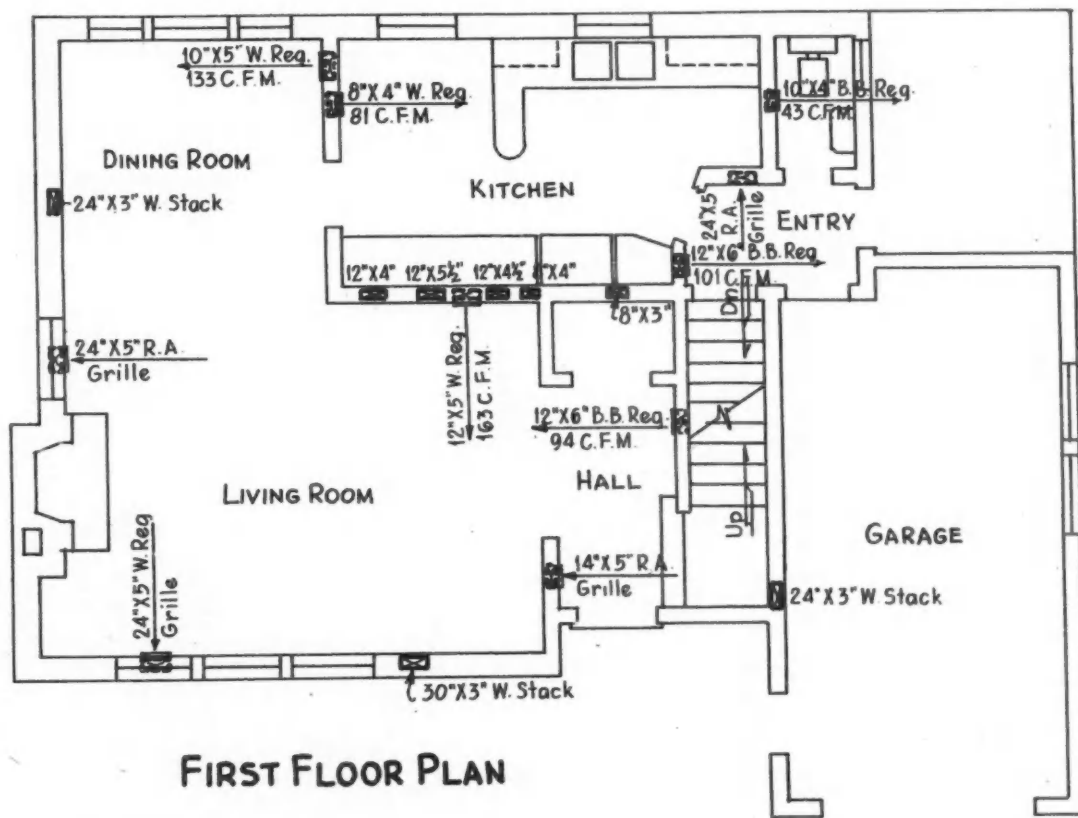 10"X5" W. Reg.
133 C.F.M.
8"X4" W. Reg
81 C.F.M.
10"X4" B.B. Reg.
43 C.F.M.
DINING ROOM
KITCHEN
24"X3" W. Stack
24"X5"
R.A.
Grille
ENTRY
12"X6" B.B. Reg
101 C.F.M.
12"X4"
12"X5½"
12"X4½"
8"X4"
8"X3"
Dn.
24"X5" R.A.
Grille
12"X5" W. Reg.
163 C.F.M.
12"X6" B.B. Reg.
94 C.F.M.
N
LIVING ROOM
HALL
Up
GARAGE
24"X5" W. Reg
Grille
14"X5" R.A.
Grille
24"X3" W. Stack
30"X3" W. Stack
FIRST FLOOR PLAN